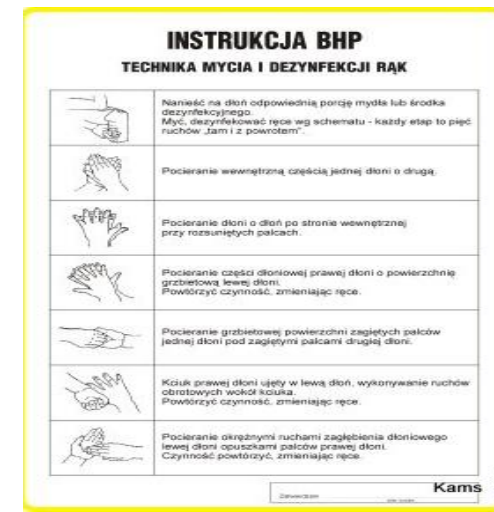 INSTRUKCJA BHP
TECHNIKA MYCIA I DEZYNFEKCJI RĄK
Nanieść na dłoń odpowiednią porcję mydła lub środka
dezynfekcyjnego.
Myć, dezynfekować ręce wg schematu - każdy etap to pięć
ruchów „tam i z powrotem”.
Pocieranie wewnętrzną częścią jednej dłoni o drugą.
Pocieranie dłoni o dłoń po stronie wewnętrznej
przy rozsuniętych palcach.
Pocieranie części dłoniowej prawej dłoni o powierzchnię
grzbietową lewej dłoni.
Powtórzyć czynność, zmieniając ręce.
Pocieranie grzbietowej powierzchni zagiętych palców
jednej dłoni pod zagiętymi palcami drugiej dłoni.
Kciuk prawej dłoni ujęty w lewą dłoń, wykonywanie ruchów
obrotowych wokół kciuka.
Powtórzyć czynność, zmieniając ręce.
Pocieranie okrężnymi ruchami zagłębienia dłoniowego
lewej dłoni opuszkami palców prawej dłoni.
Czynność powtórzyć, zmieniając ręce.
Kams
Zatwierdzam